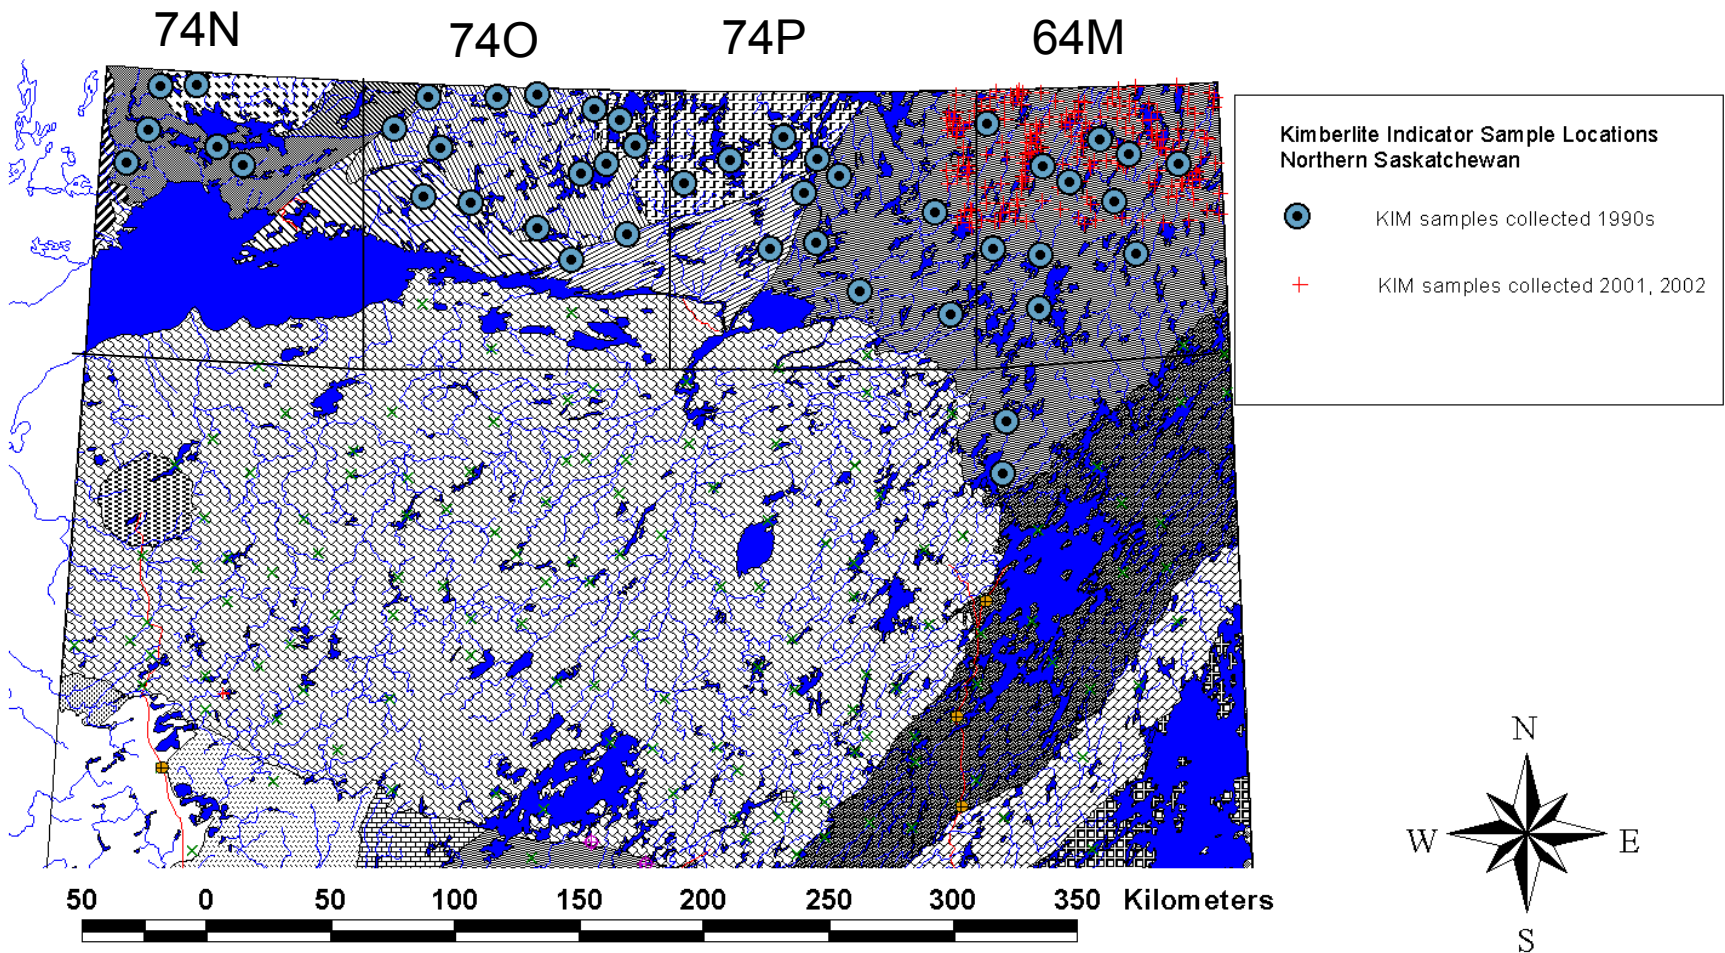 74N 74O 74P 64M
Kimberlite Indicator Sample Locations
Northern Saskatchewan
KIM samples collected 1990s
KIM samples collected 2001, 2002
N
W E
S
50 0 50 100 150 200 250 300 350 Kilometers